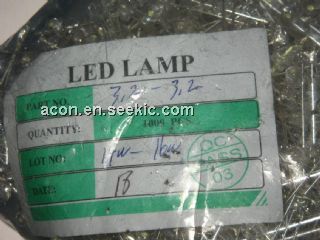 LED LAMP
PART NO. 3.2-3.2
acon.seekic.com
QUANTITY: 1000 PCS
LOT NO:
DATE: B
QC
PASS
03